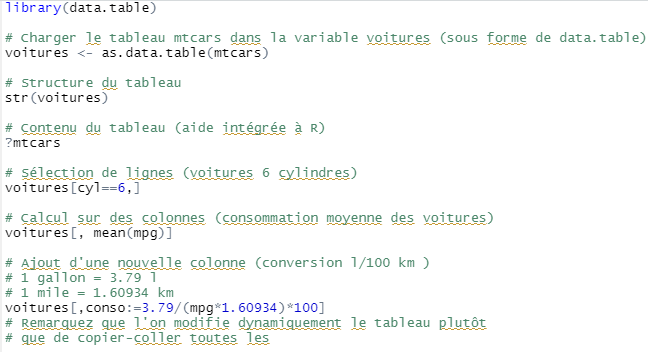 library(data.table)
# Charger le tableau mtcars dans la variable voitures (sous forme de data.table)
voitures <- as.data.table(mtcars)
# Structure du tableau
str(voitures)
# Contenu du tableau (aide intégrée à R)
?mtcars
# Sélection de lignes (voitures 6 cylindres)
voitures[cyl==6,]
# Calcul sur des colonnes (consommation moyenne des voitures)
voitures[, mean(mpg)]
# Ajout d'une nouvelle colonne (conversion l/100 km )
# 1 gallon = 3.79 l
# 1 mile = 1.60934 km
voitures[,conso:=3.79/(mpg*1.60934)*100]
# Remarquez que l'on modifie dynamiquement le tableau plutôt
# que de copier-coller toutes les